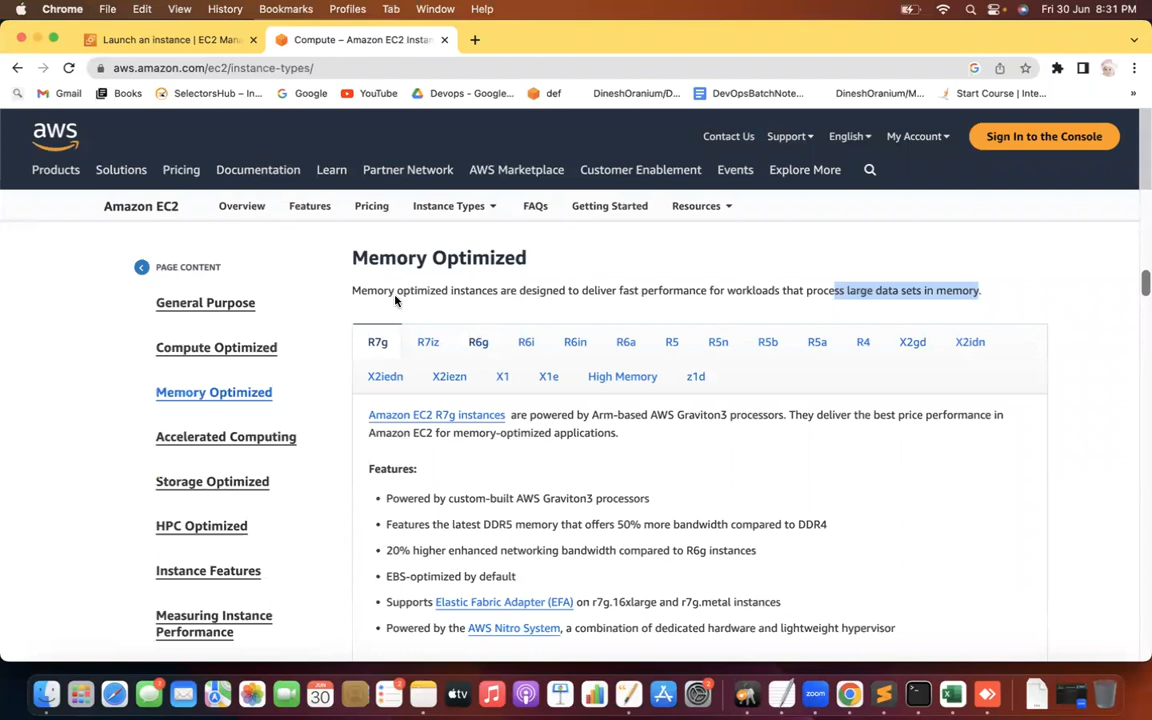 Chrome File Edit View History Bookmarks Profiles Tab Window Help Fri 30 Jun 8:31 PM
Launch an instance | EC2 Man Compute – Amazon EC2 Instan
aws.amazon.com/ec2/instance-types/
Gmail Books SelectorsHub – In... Google YouTube Devops - Google... def DineshOranium/D... DevOpsBatchNote... DineshOranium/M... Start Course | Inte... »
aws Contact Us Support English My Account Sign In to the Console
Products Solutions Pricing Documentation Learn Partner Network AWS Marketplace Customer Enablement Events Explore More
Amazon EC2 Overview Features Pricing Instance Types FAQs Getting Started Resources
PAGE CONTENT
General Purpose
Compute Optimized
Memory Optimized
Accelerated Computing
Storage Optimized
HPC Optimized
Instance Features
Measuring Instance
Performance
Memory Optimized
Memory optimized instances are designed to deliver fast performance for workloads that process large data sets in memory.
R7g R7iz R6g R6i R6in R6a R5 R5n R5b R5a R4 X2gd X2idn
X2iedn X2iezn X1 X1e High Memory z1d
Amazon EC2 R7g instances are powered by Arm-based AWS Graviton3 processors. They deliver the best price performance in
Amazon EC2 for memory-optimized applications.
Features:
• Powered by custom-built AWS Graviton3 processors
• Features the latest DDR5 memory that offers 50% more bandwidth compared to DDR4
• 20% higher enhanced networking bandwidth compared to R6g instances
• EBS-optimized by default
• Supports Elastic Fabric Adapter (EFA) on r7g.16xlarge and r7g.metal instances
• Powered by the AWS Nitro System, a combination of dedicated hardware and lightweight hypervisor
JUN
30
tv
zoom